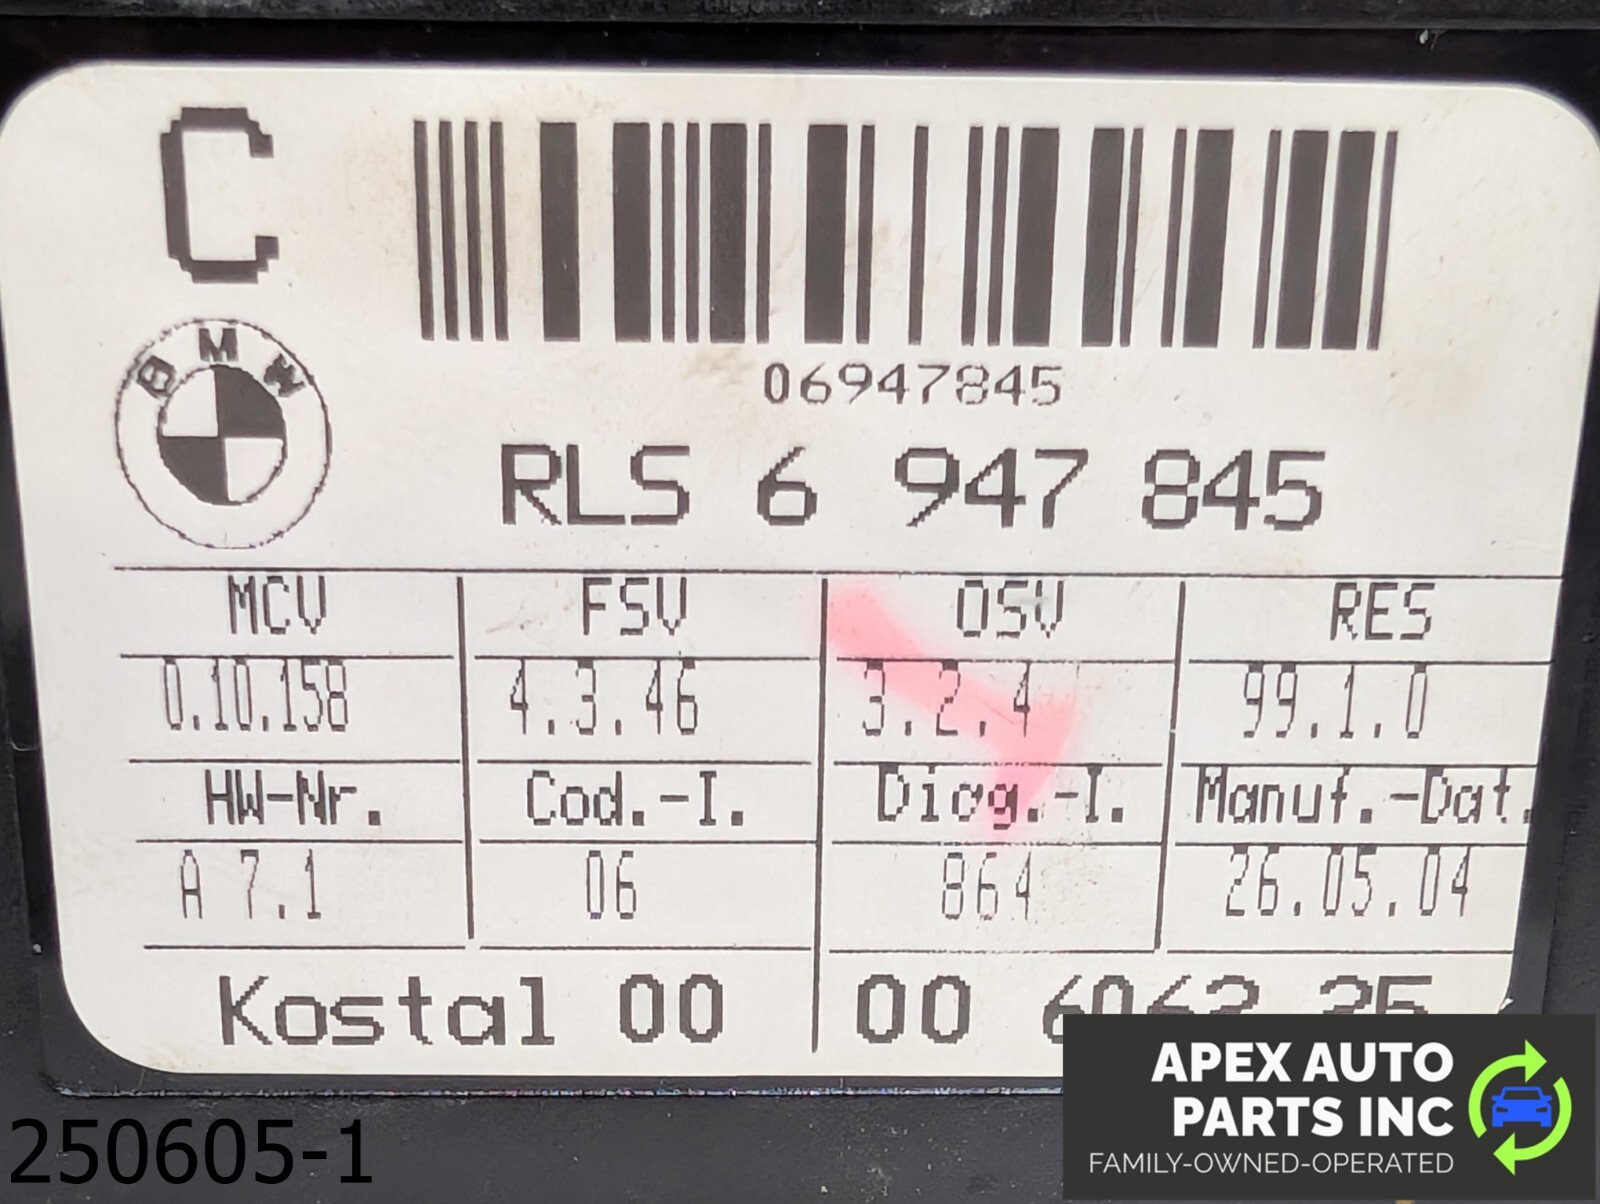 C
BMW
06947845
RLS 6 947 845
MCV FSV OSV RES
0.10.158 4.3.46 3.2.4 99.1.0
HW-Nr. Cod.-I. Diag.-I. Manuf.-Dat.
A 7.1 06 864 26.05.04
Kostal 00 00
250605-1
APEX AUTO
PARTS INC
FAMILY-OWNED-OPERATED